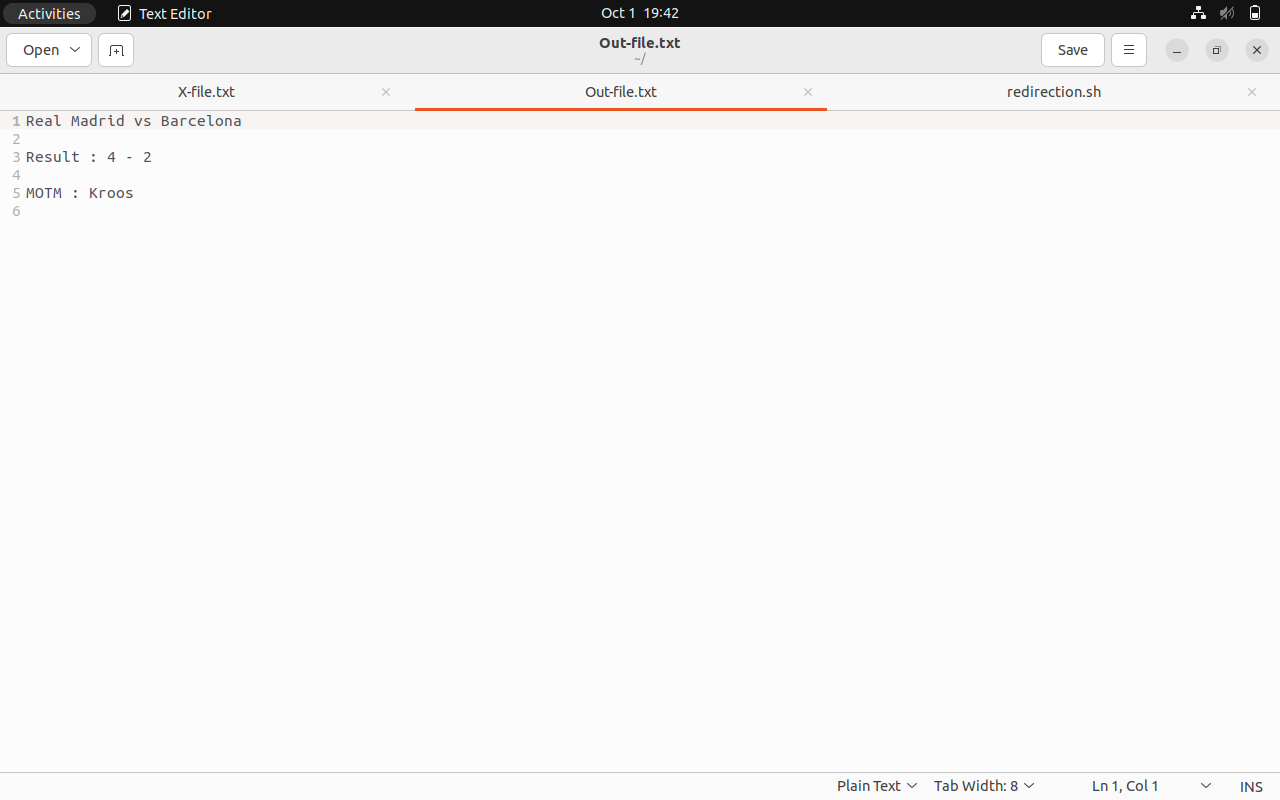 Activities Text Editor Oct 1 19:42
Open Out-file.txt Save
~/
X-file.txt Out-file.txt redirection.sh
1 Real Madrid vs Barcelona
2
3 Result : 4 - 2
4
5 MOTM : Kroos
6
Plain Text Tab Width: 8 Ln 1, Col 1 INS